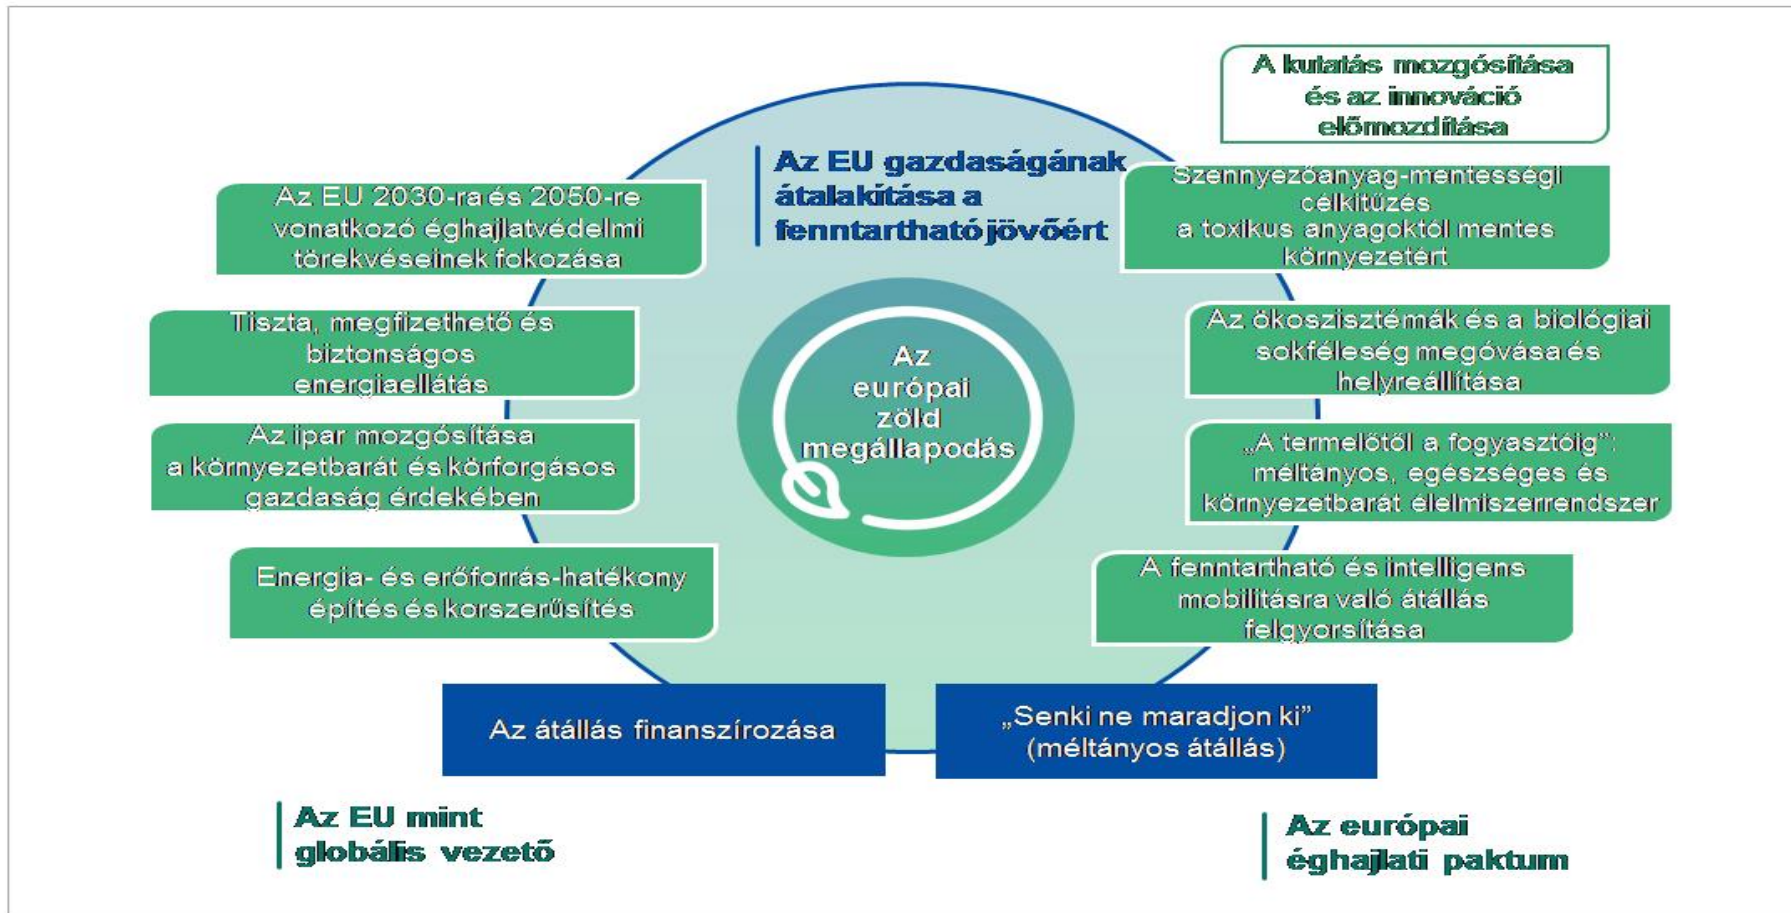 A kutatás mozgósítása
és az innováció
előmozdítása
Az EU gazdaságának
átalakítása a
fenntartható jövőért
Az EU 2030-ra és 2050-re
vonatkozó éghajlatvédelmi
törekvéseinek fokozása
Szennyezőanyag-mentességi
célkitűzés
a toxikus anyagoktól mentes
környezetért
Tiszta, megfizethető és
biztonságos
energiaellátás
Az ökoszisztémák és a biológiai
sokféleség megóvása és
helyreállítása
Az
európai
zöld
megállapodás
Az ipar mozgósítása
a környezetbarát és körforgásos
gazdaság érdekében
„A termelőtől a fogyasztóig”:
méltányos, egészséges és
környezetbarát élelmiszerrendszer
Energia- és erőforrás-hatékony
építés és korszerűsítés
A fenntartható és intelligens
mobilitásra való átállás
felgyorsítása
Az átállás finanszírozása
„Senki ne maradjon ki”
(méltányos átállás)
Az EU mint
globális vezető
Az európai
éghajlati paktum